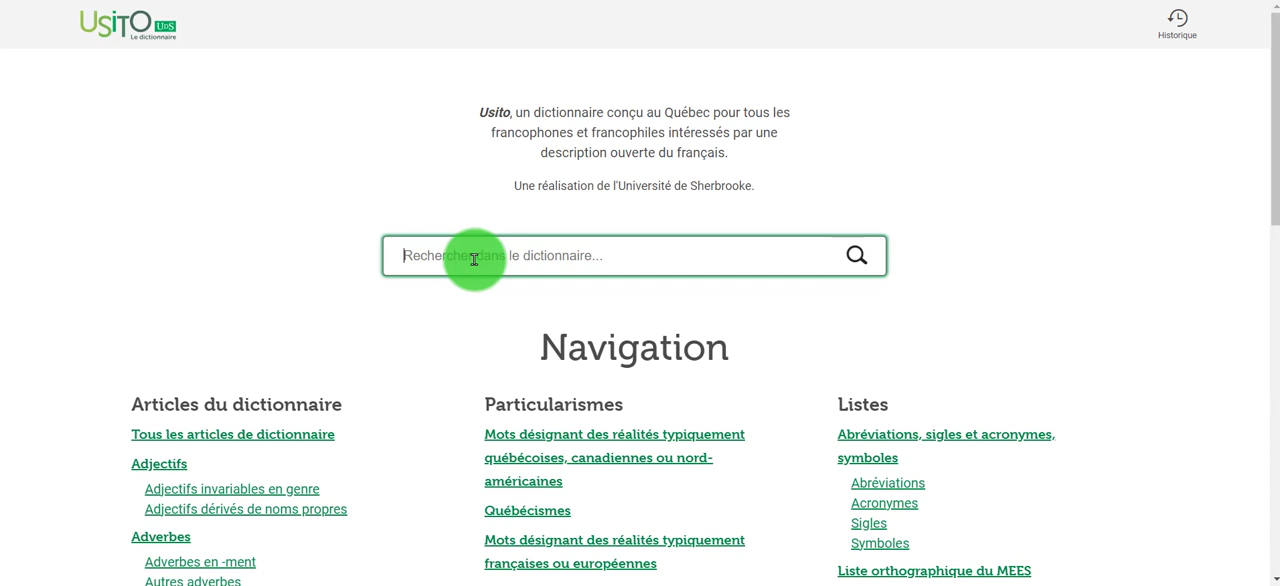 UsiTO UdS
Le dictionnaire
Historique
Usito, un dictionnaire conçu au Québec pour tous les
francophones et francophiles intéressés par une
description ouverte du français.
Une réalisation de l'Université de Sherbrooke.
Rechercher dans le dictionnaire...
Navigation
Articles du dictionnaire
Tous les articles de dictionnaire
Adjectifs
Adjectifs invariables en genre
Adjectifs dérivés de noms propres
Adverbes
Adverbes en -ment
Autres adverbes
Particularismes
Mots désignant des réalités typiquement
québécoises, canadiennes ou nord-
américaines
Québécismes
Mots désignant des réalités typiquement
françaises ou européennes
Listes
Abréviations, sigles et acronymes,
symboles
Abréviations
Acronymes
Sigles
Symboles
Liste orthographique du MEES